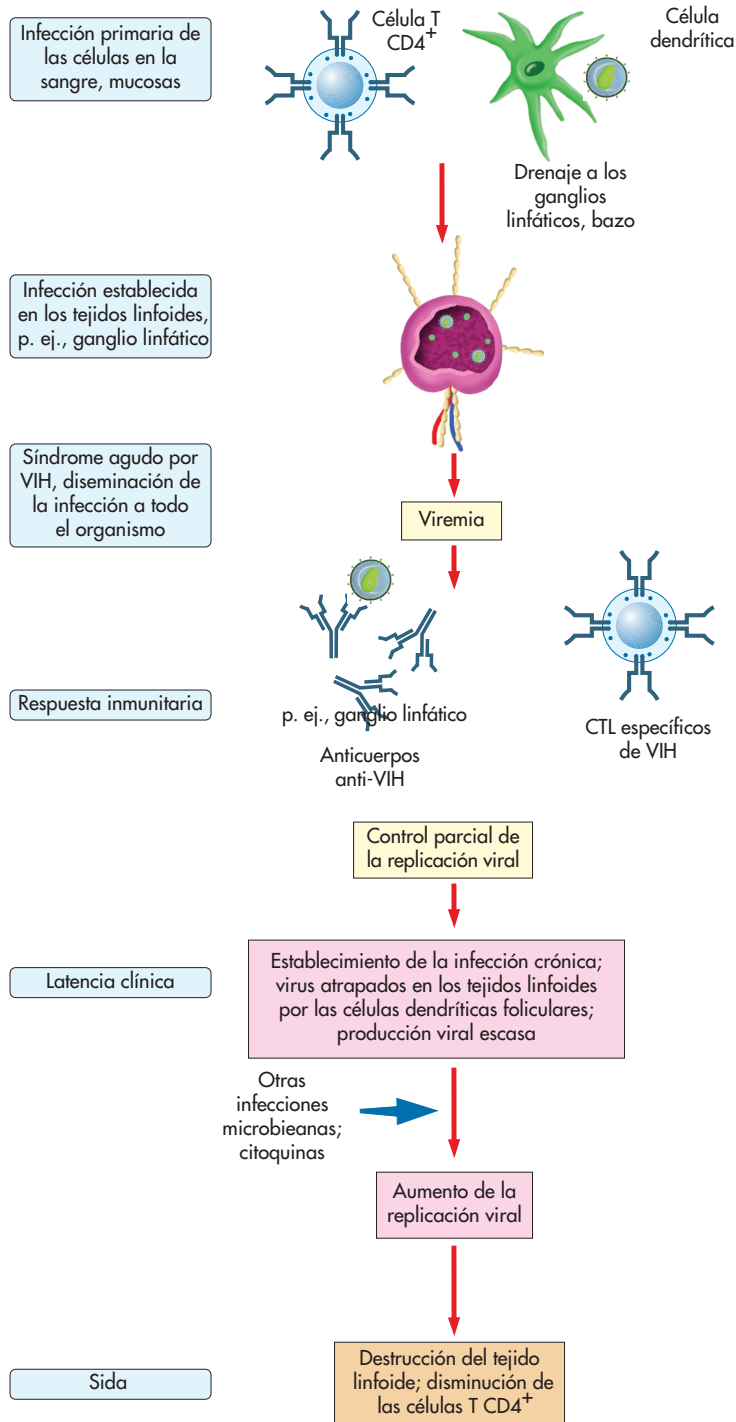 Infección primaria de
las células en la
sangre, mucosas
Célula T
CD4+
Célula
dendrítica
Drenaje a los
ganglios
linfáticos, bazo
Infección establecida
en los tejidos linfoides,
p. ej., ganglio linfático
Síndrome agudo por
VIH, diseminación de
la infección a todo
el organismo
Viremia
Respuesta inmunitaria
p. ej., ganglio linfático
Anticuerpos
anti-VIH
CTL específicos
de VIH
Control parcial de
la replicación viral
Latencia clínica
Establecimiento de la infección crónica;
virus atrapados en los tejidos linfoides
por las células dendríticas foliculares;
producción viral escasa
Otras
infecciones
microbieanas;
citoquinas
Aumento de la
replicación viral
Sida
Destrucción del tejido
linfoide; disminución de
las células T CD4+